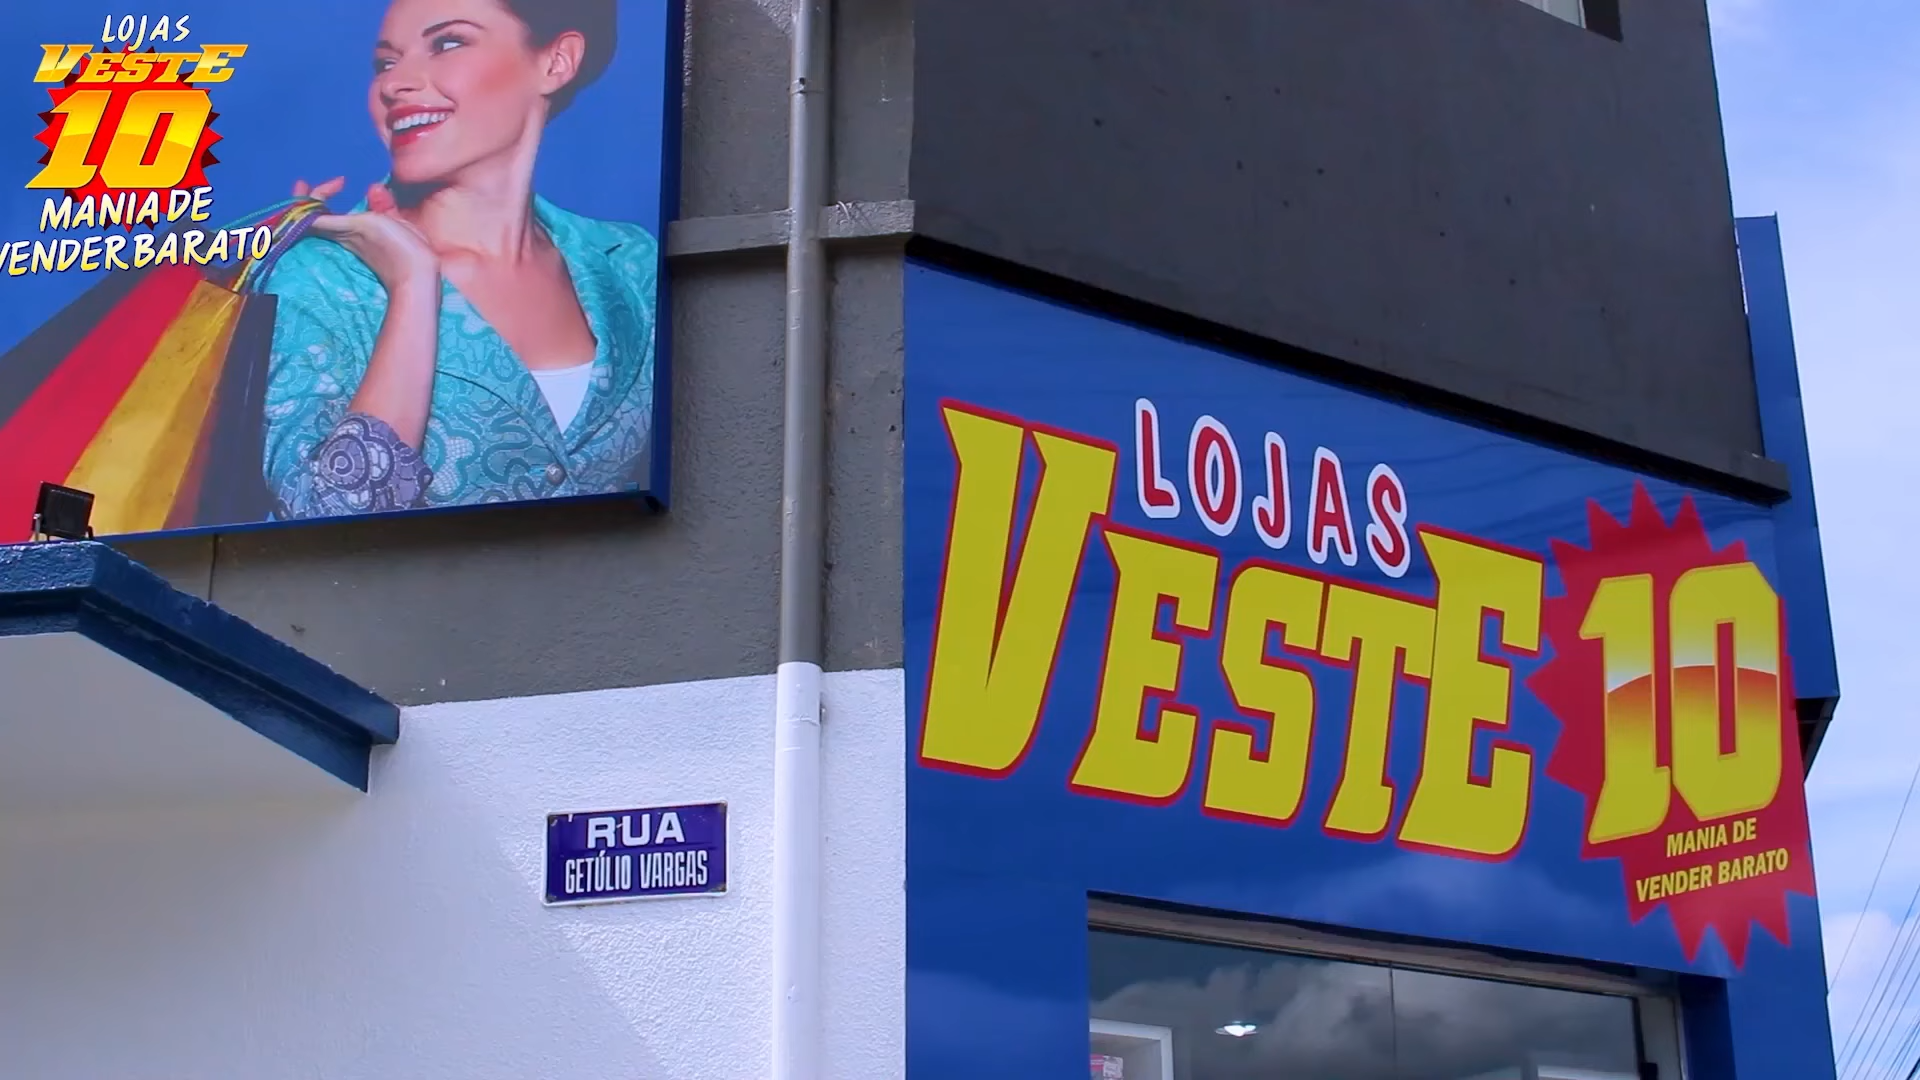 LOJAS
VESTE
10
MANIA DE
VENDER BARATO
LOJAS
VESTE 10
MANIA DE
VENDER BARATO
RUA
GETÚLIO VARGAS